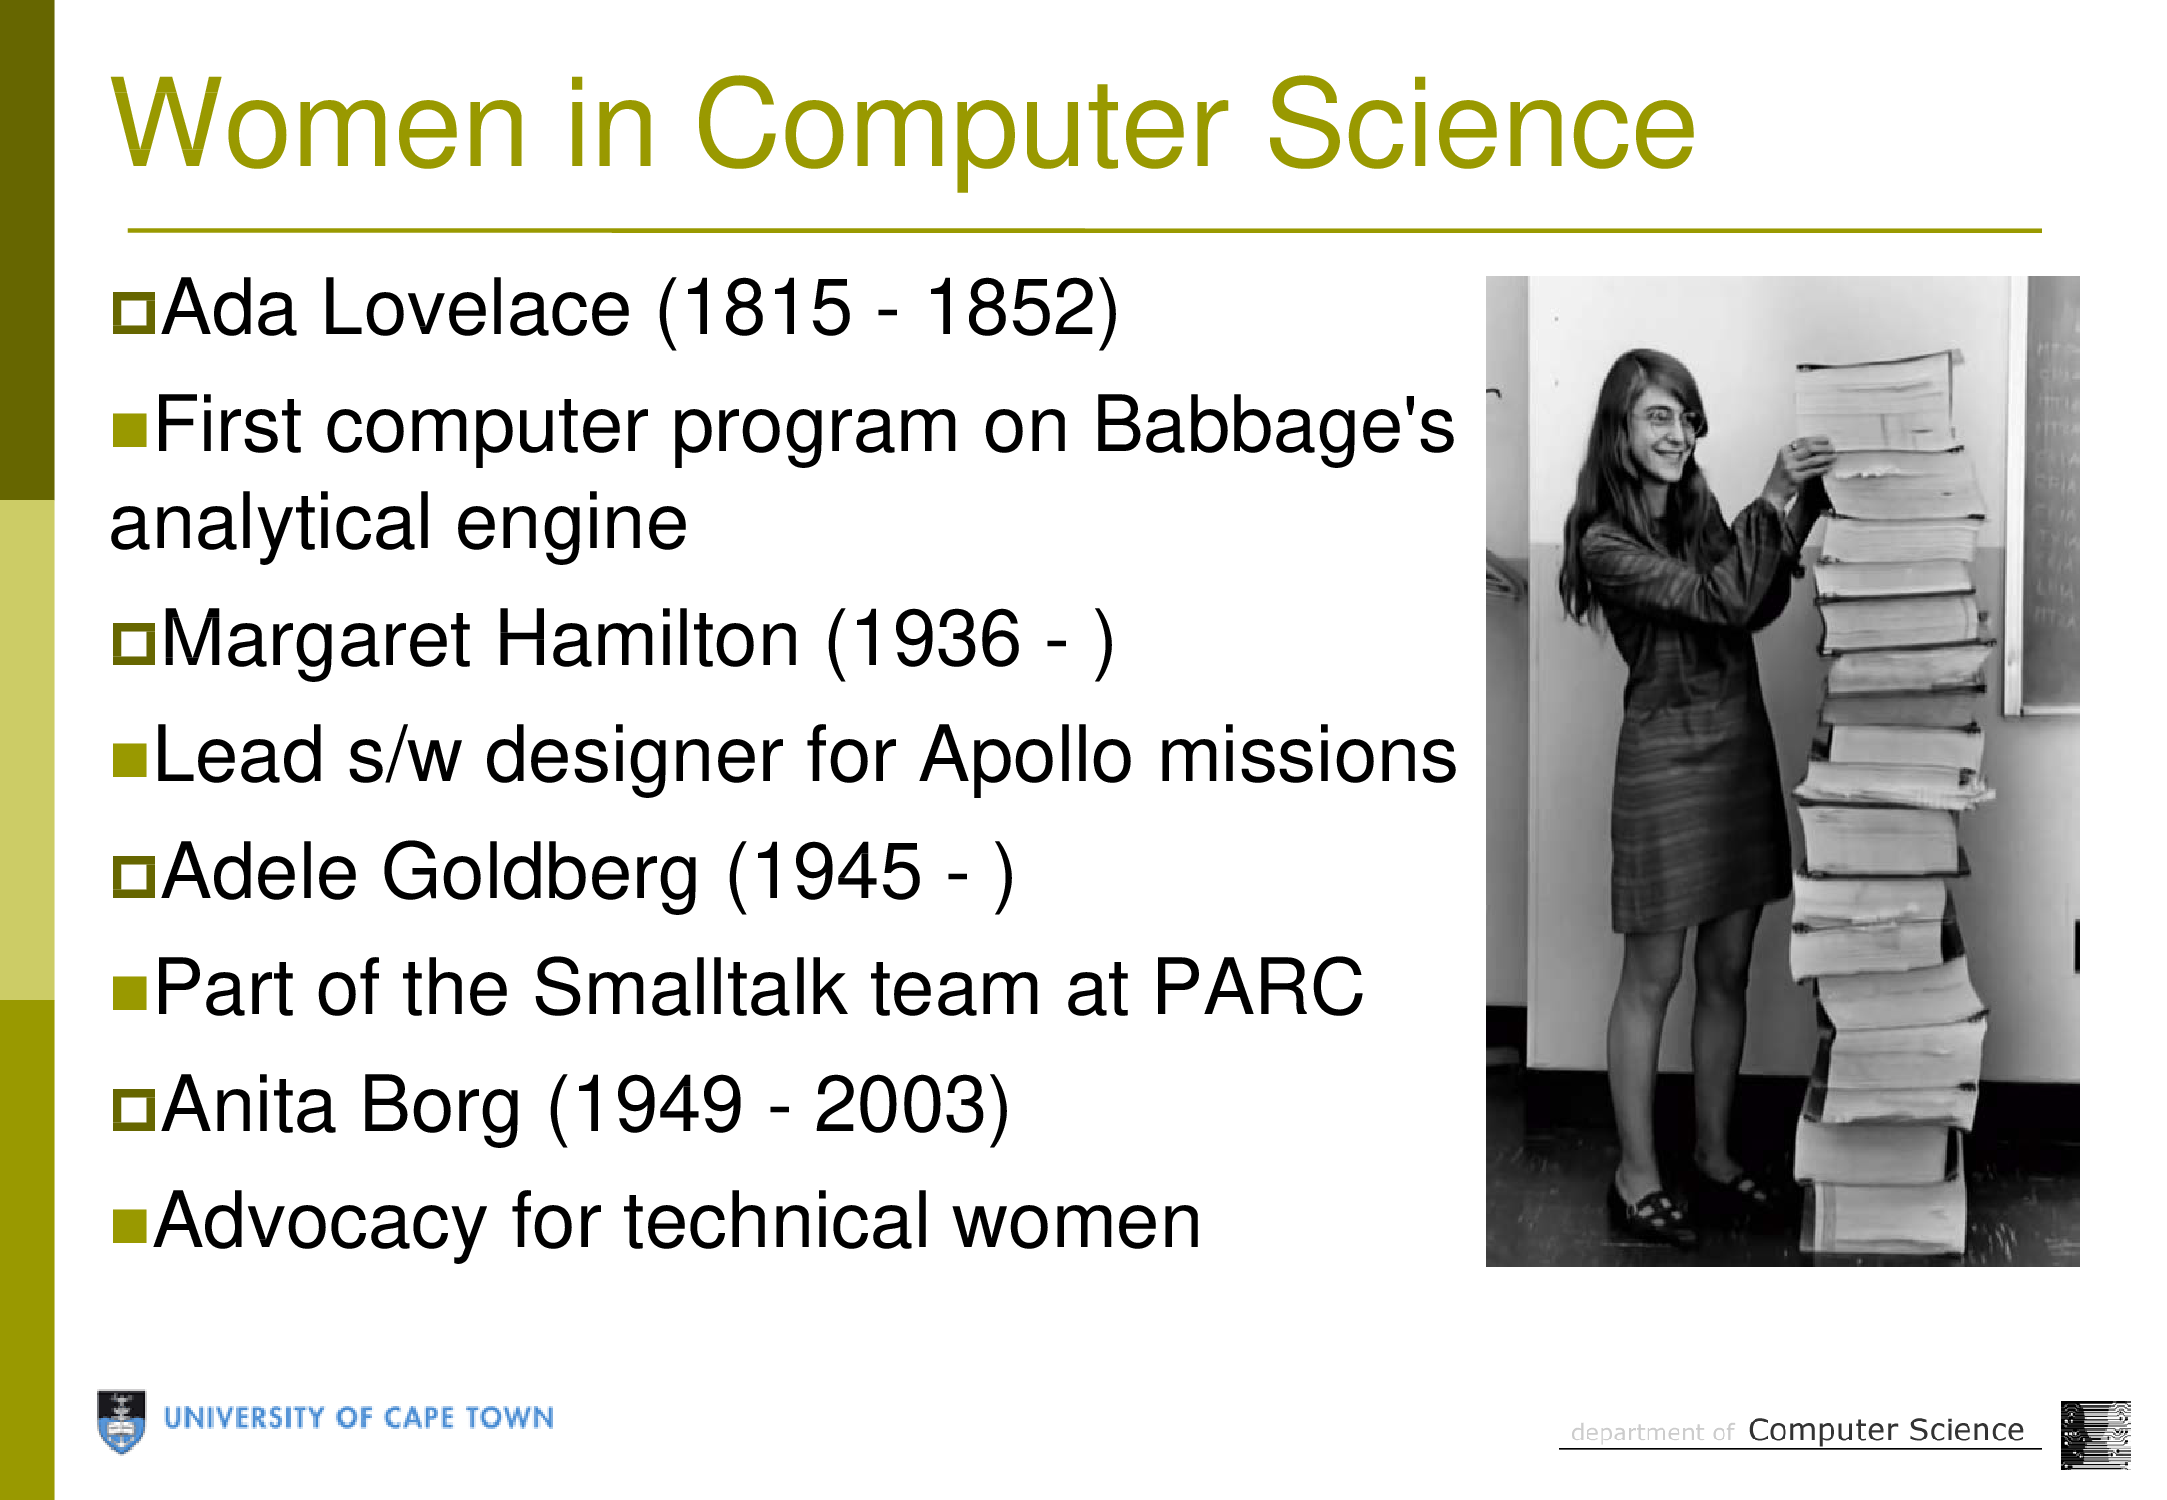 Women in Computer Science
Ada Lovelace (1815 - 1852)
First computer program on Babbage's
analytical engine
Margaret Hamilton (1936 - )
Lead s/w designer for Apollo missions
Adele Goldberg (1945 - )
Part of the Smalltalk team at PARC
Anita Borg (1949 - 2003)
Advocacy for technical women
UNIVERSITY OF CAPE TOWN
department of Computer Science